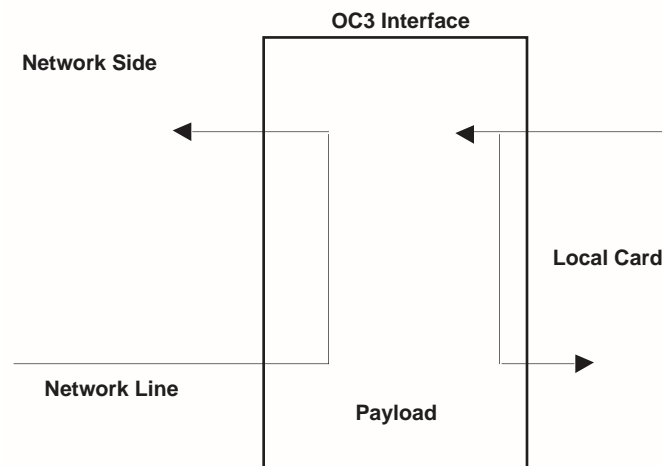 OC3 Interface
Network Side
Local Card
Network Line
Payload